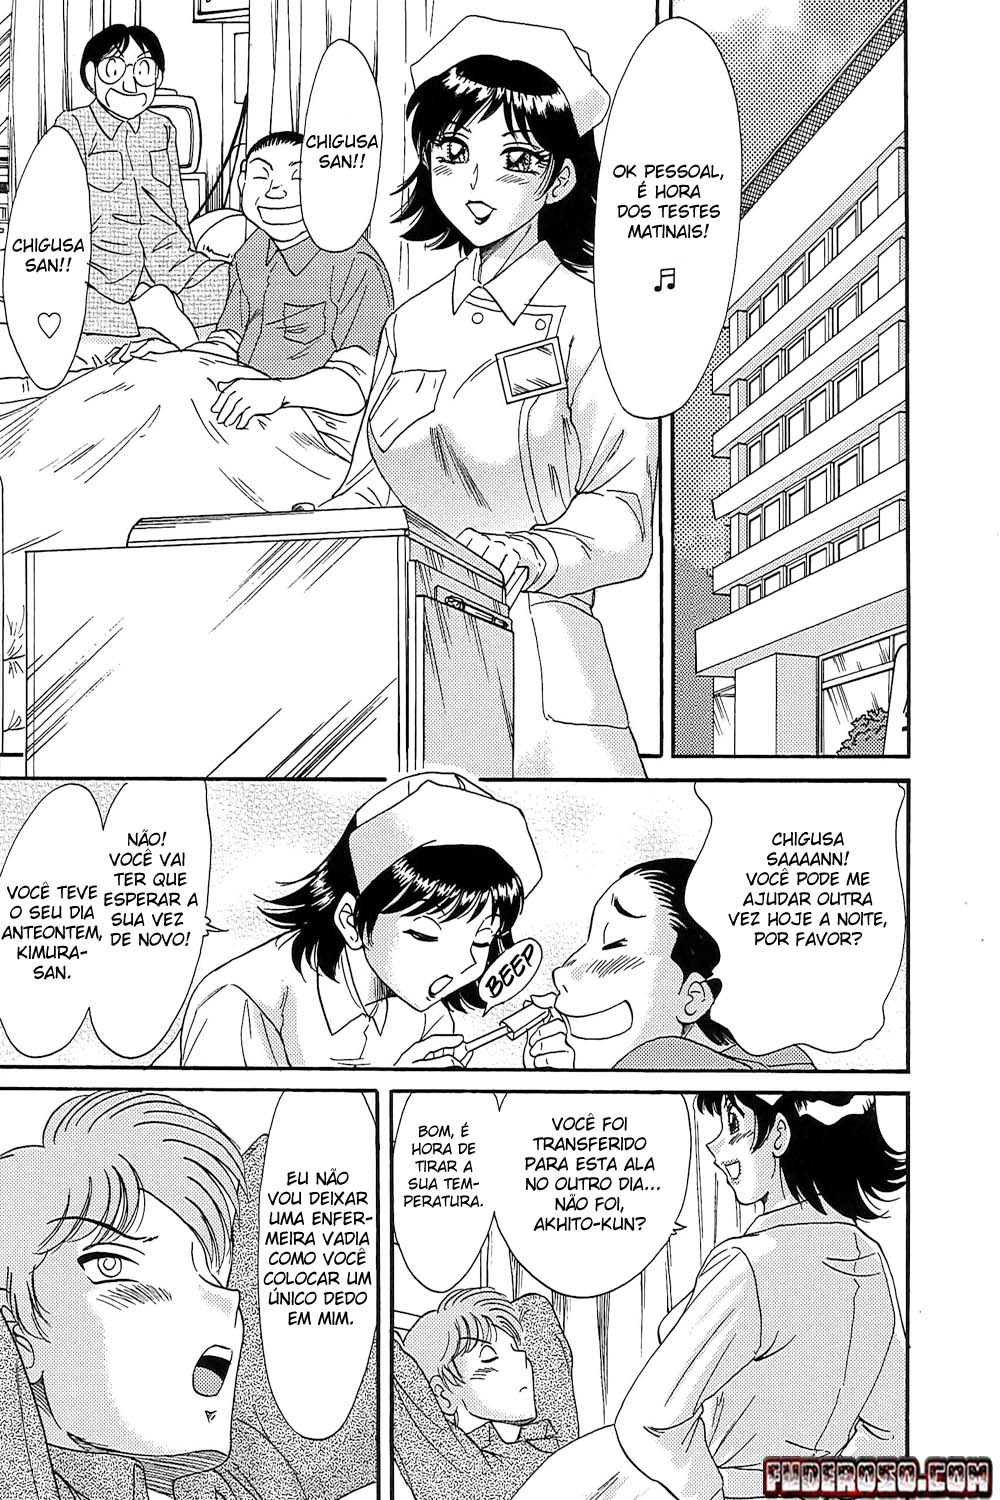 OK PESSOAL,
É HORA
DOS TESTES
MATINAIS!
CHIGUSA
SAN!!
CHIGUSA
SAN!!
CHIGUSA
SAAAANN!
VOCÊ PODE ME
AJUDAR OUTRA
VEZ HOJE A NOITE,
POR FAVOR?
BEEP
NÃO!
VOCÊ VAI
TER QUE
ESPERAR A
SUA VEZ
DE NOVO!
VOCÊ TEVE
O SEU DIA
ANTEONTEM,
KIMURA-
SAN.
VOCÊ FOI
TRANSFERIDO
PARA ESTA ALA
NO OUTRO DIA...
NÃO FOI,
AKHITO-KUN?
BOM, É
HORA DE
TIRAR A
SUA TEM-
PERATURA.
EU NÃO
VOU DEIXAR
UMA ENFER-
MEIRA VADIA
COMO VOCÊ
COLOCAR UM
ÚNICO DEDO
EM MIM.
FUDEROSO.COM